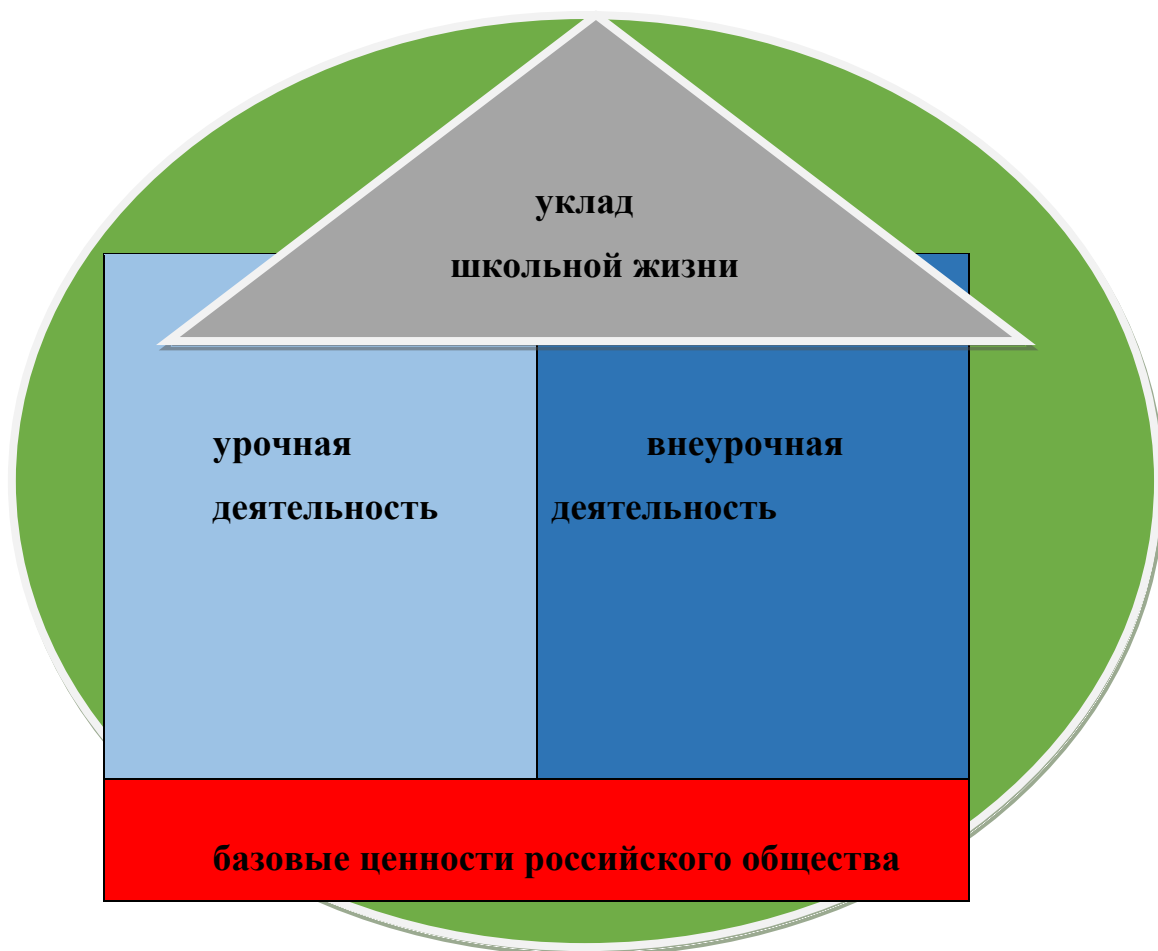 уклад
школьной жизни
урочная
деятельность
внеурочная
деятельность
базовые ценности российского общества